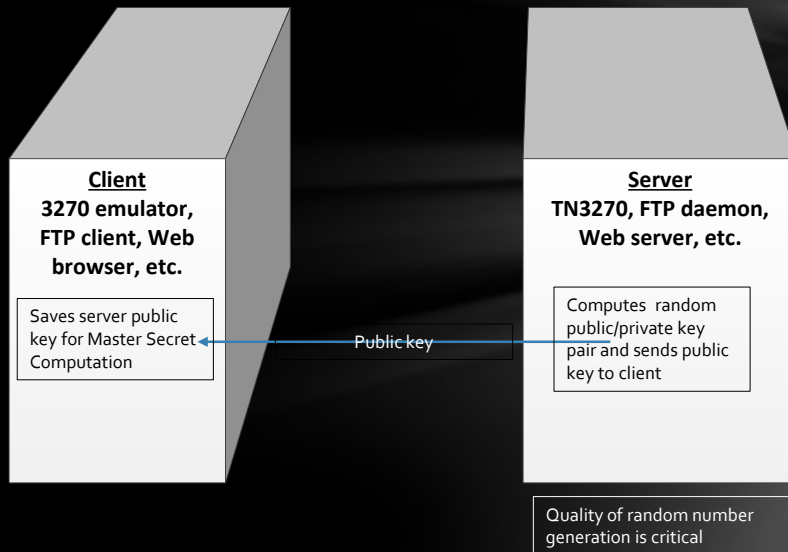 Client
3270 emulator,
FTP client, Web
browser, etc.
Saves server public
key for Master Secret
Computation
Public key
Server
TN3270, FTP daemon,
Web server, etc.
Computes random
public/private key
pair and sends public
key to client
Quality of random number
generation is critical